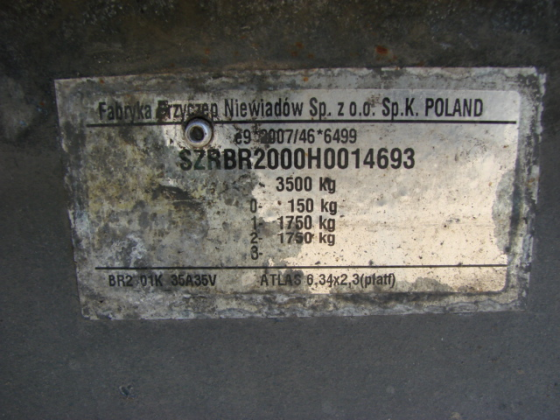 Fabryka Przyczep Niewiadów Sp. z o.o. Sp.K. POLAND
e9*2007/46*6499
SZRBR2000H0014693
- 3500 kg
0- 150 kg
1- 1750 kg
2- 1750 kg
3-
BR2 01K 35A35V ATLAS 6,34x2,3(platf)